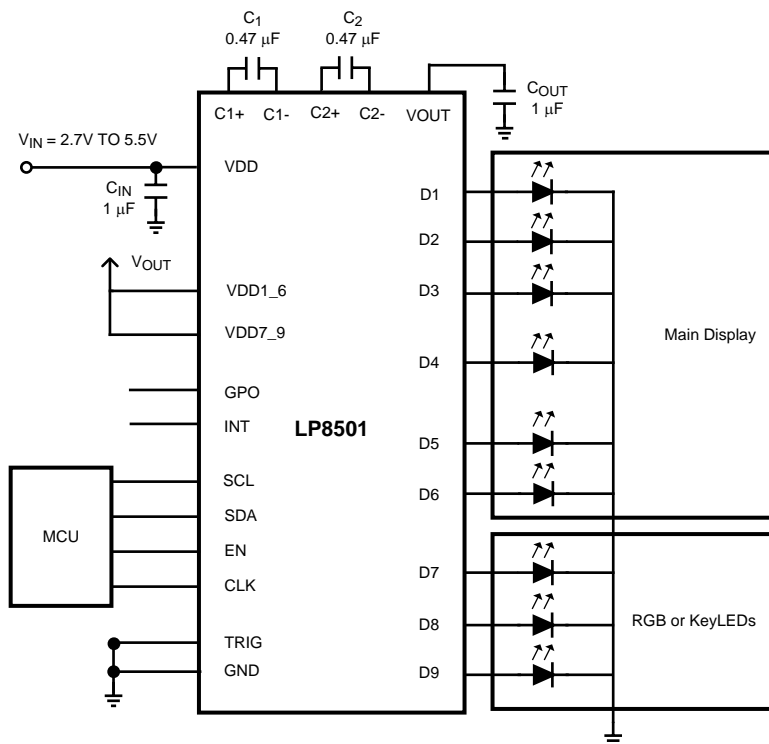 C1
0.47 μF
C2
0.47 μF
COUT
1 μF
C1+ C1- C2+ C2- VOUT
VIN = 2.7V TO 5.5V
CIN
1 μF
VOUT
VDD
VDD1_6
VDD7_9
GPO
INT
LP8501
SCL
SDA
EN
CLK
TRIG
GND
MCU
D1
D2
D3
D4
D5
D6
D7
D8
D9
Main Display
RGB or KeyLEDs